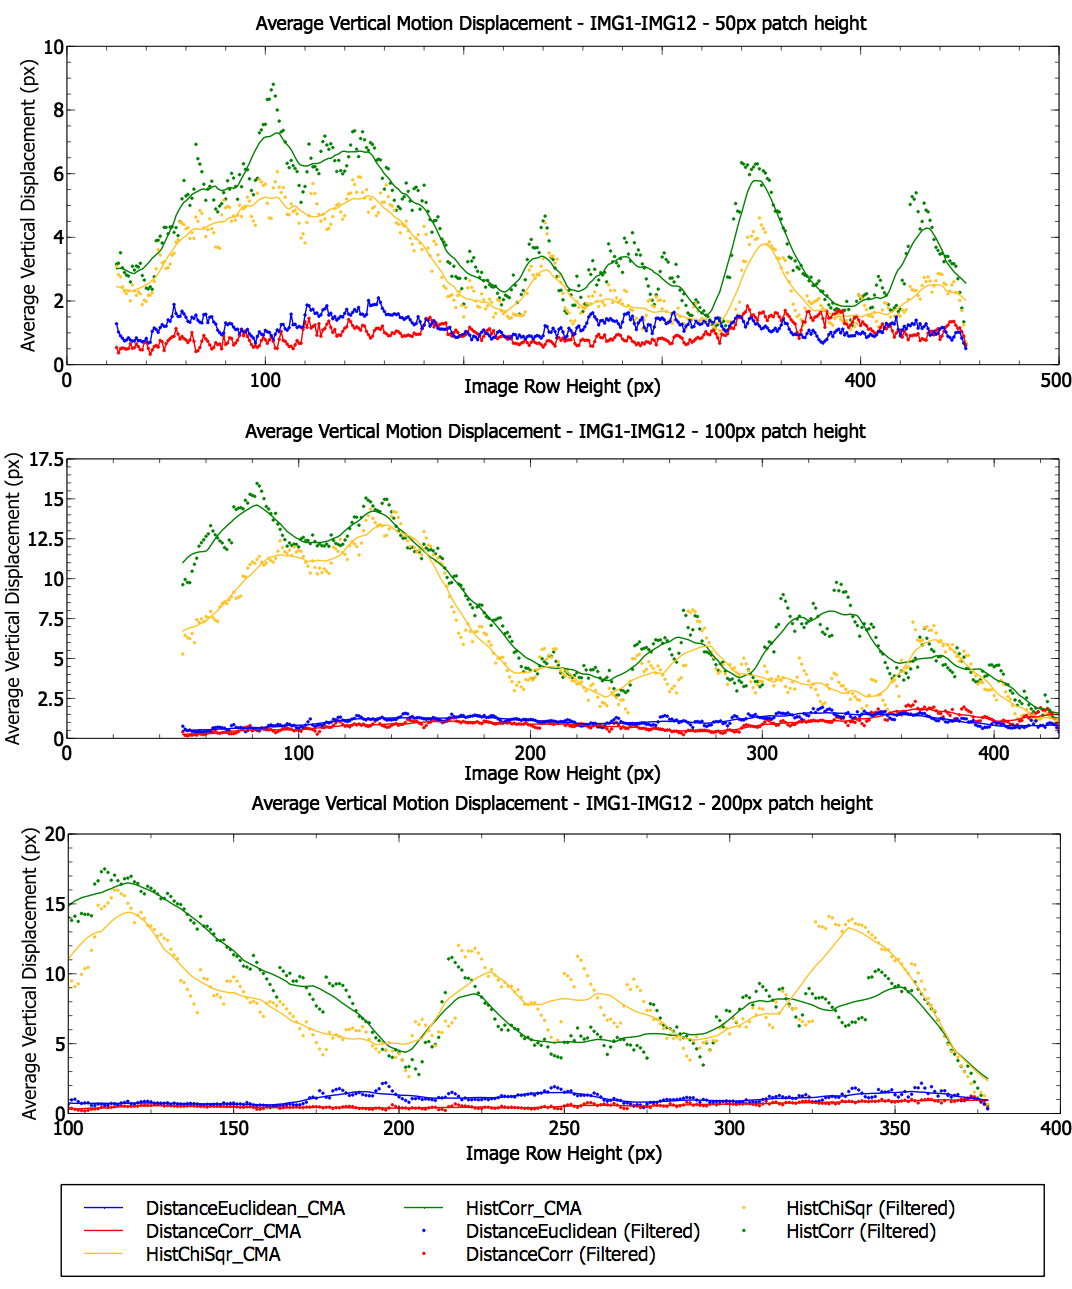 Average Vertical Motion Displacement - IMG1-IMG12 - 50px patch height
Average Vertical Displacement (px)
10
8
6
4
2
0
0 100 400 500
Image Row Height (px)
Average Vertical Motion Displacement - IMG1-IMG12 - 100px patch height
Average Vertical Displacement (px)
17.5
15
12.5
10
7.5
5
2.5
0
0 100 200 300 400
Image Row Height (px)
Average Vertical Motion Displacement - IMG1-IMG12 - 200px patch height
Average Vertical Displacement (px)
20
15
10
5
0
100 150 200 250 300 350 400
Image Row Height (px)
DistanceEuclidean_CMA HistCorr_CMA HistChiSqr (Filtered)
DistanceCorr_CMA DistanceEuclidean (Filtered) HistCorr (Filtered)
HistChiSqr_CMA DistanceCorr (Filtered)